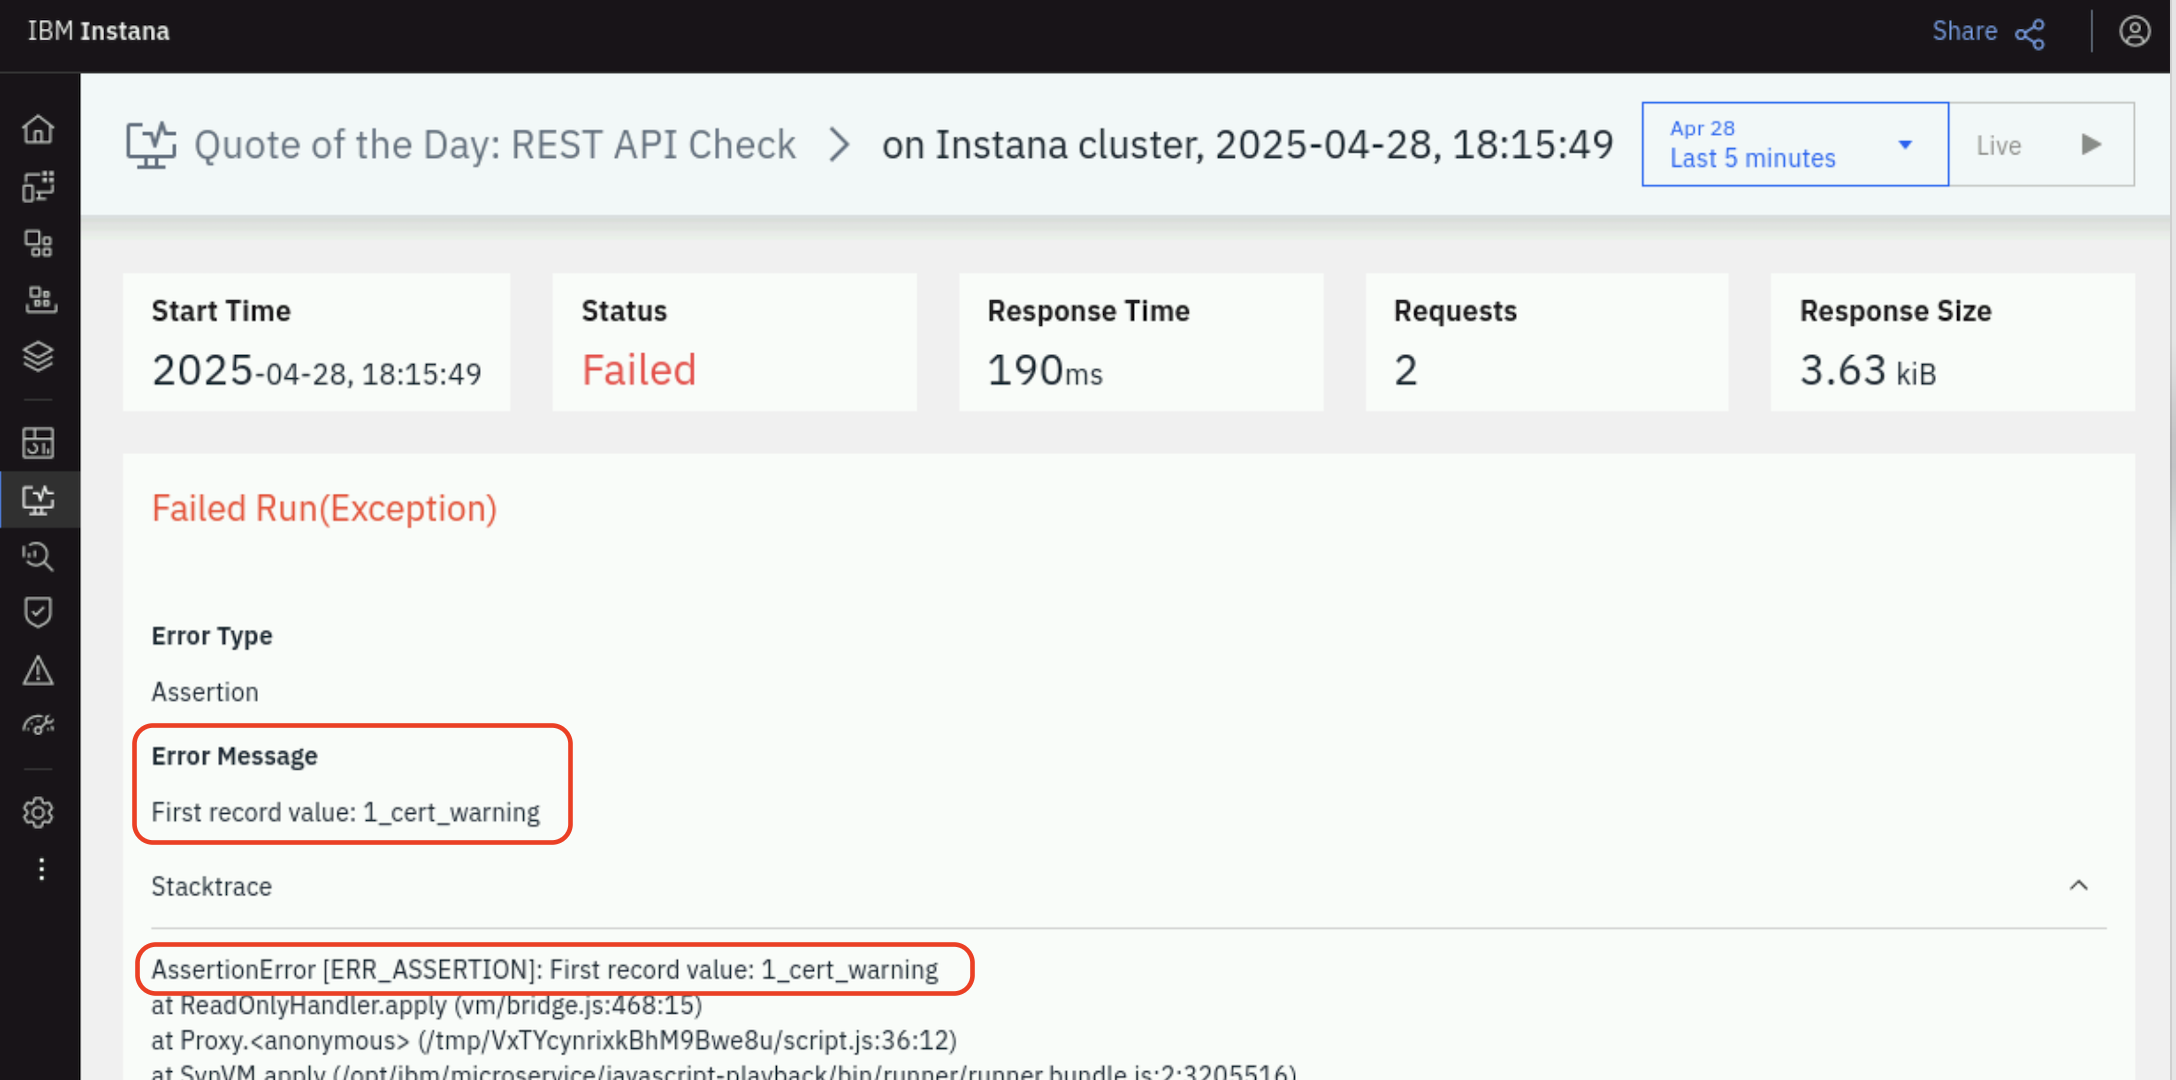 IBM Instana
Share
Quote of the Day: REST API Check
on Instana cluster, 2025-04-28, 18:15:49
Apr 28
Last 5 minutes
Live
Start Time
2025-04-28, 18:15:49
Status
Failed
Response Time
190ms
Requests
2
Response Size
3.63 kiB
Failed Run(Exception)
Error Type
Assertion
Error Message
First record value: 1_cert_warning
Stacktrace
AssertionError [ERR_ASSERTION]: First record value: 1_cert_warning
at ReadOnlyHandler.apply (vm/bridge.js:468:15)
at Proxy.<anonymous> (/tmp/VxTYcynrixkBhM9Bwe8u/script.js:36:12)
at SynVM.apply (/opt/ibm/microservice/javascript-playback/bin/runner/runner.bundle.js:2:3205516)